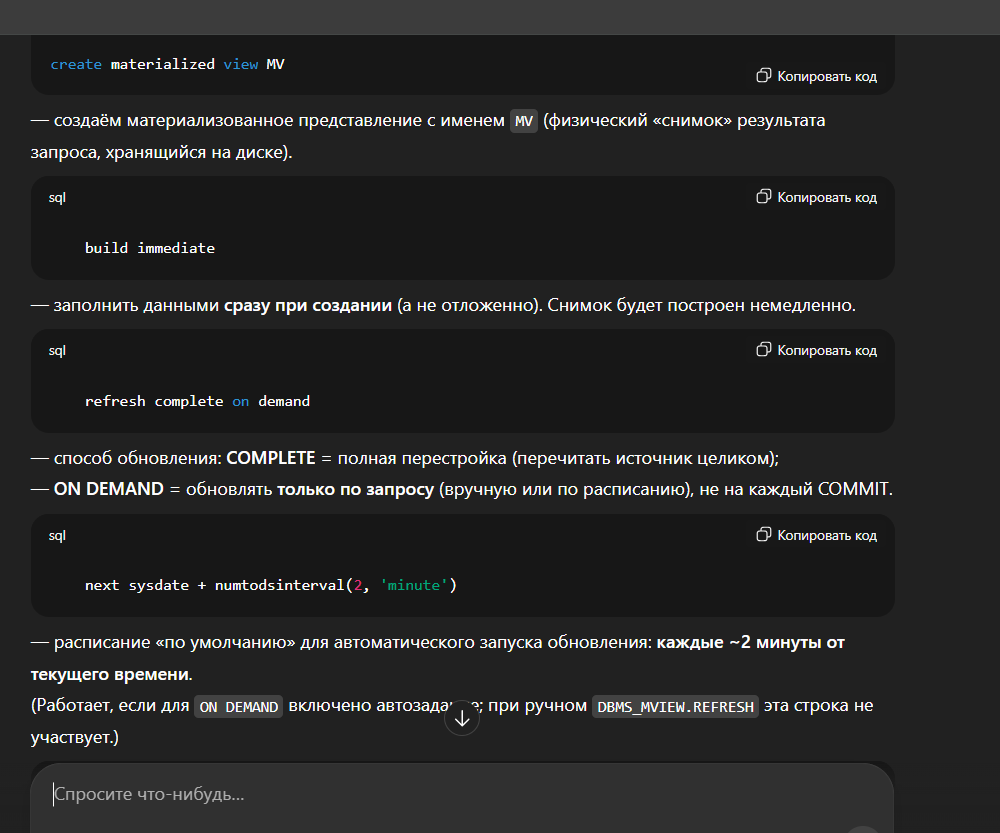 create materialized view MV
Копировать код
— создаём материализованное представление с именем MV (физический «снимок» результата
запроса, хранящийся на диске).
sql
Копировать код
build immediate
— заполнить данными сразу при создании (а не отложенно). Снимок будет построен немедленно.
sql
Копировать код
refresh complete on demand
— способ обновления: COMPLETE = полная перестройка (перечитать источник целиком);
— ON DEMAND = обновлять только по запросу (вручную или по расписанию), не на каждый COMMIT.
sql
Копировать код
next sysdate + numtodsinterval(2, 'minute')
— расписание «по умолчанию» для автоматического запуска обновления: каждые ~2 минуты от
текущего времени.
(Работает, если для ON DEMAND включено при ручном DBMS_MVIEW.REFRESH эта строка не
участвует.)
Спросите что-нибудь...